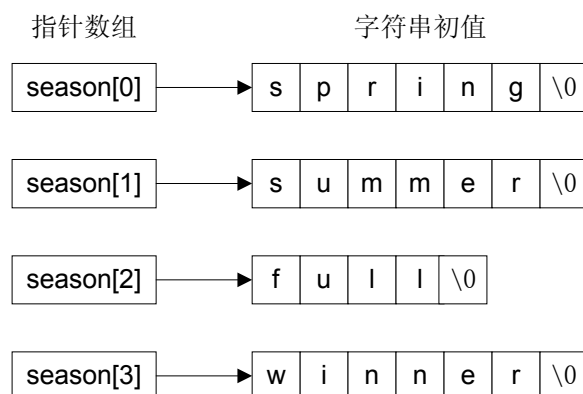 指针数组 字符串初值
season[0] s p r i n g \0
season[1] s u m m e r \0
season[2] f u l l \0
season[3] w i n n e r \0